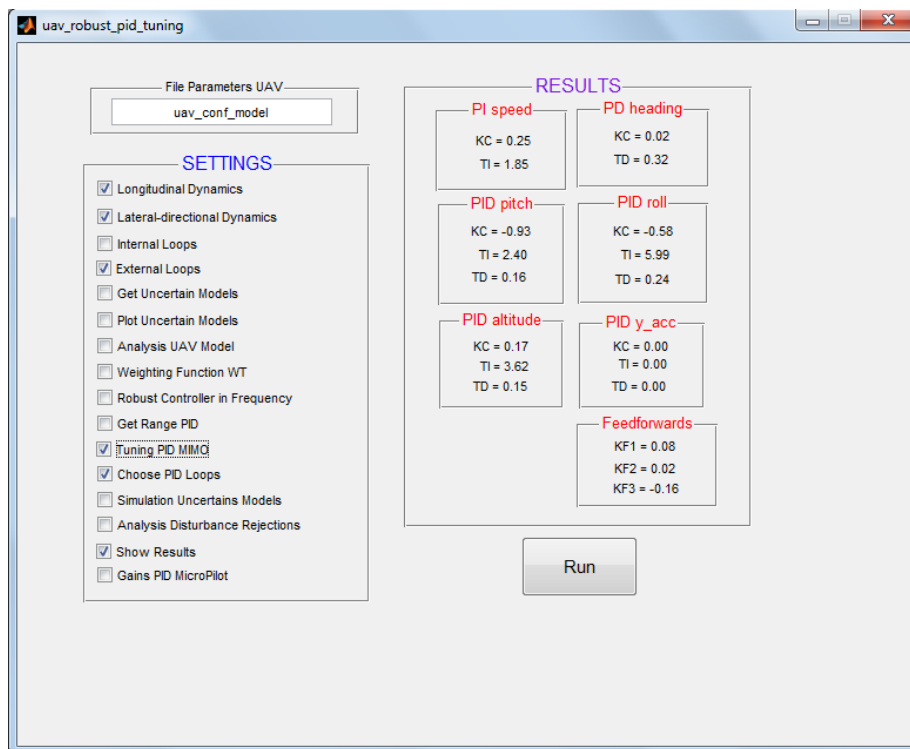 uav_robust_pid_tuning
File Parameters UAV
uav_conf_model
SETTINGS
Longitudinal Dynamics
Lateral-directional Dynamics
Internal Loops
External Loops
Get Uncertain Models
Plot Uncertain Models
Analysis UAV Model
Weighting Function WT
Robust Controller in Frequency
Get Range PID
Tuning PID MIMO
Choose PID Loops
Simulation Uncertains Models
Analysis Disturbance Rejections
Show Results
Gains PID MicroPilot
RESULTS
PI speed
KC = 0.25
TI = 1.85
PD heading
KC = 0.02
TD = 0.32
PID pitch
KC = -0.93
TI = 2.40
TD = 0.16
PID roll
KC = -0.58
TI = 5.99
TD = 0.24
PID altitude
KC = 0.17
TI = 3.62
TD = 0.15
PID y_acc
KC = 0.00
TI = 0.00
TD = 0.00
Feedforwards
KF1 = 0.08
KF2 = 0.02
KF3 = -0.16
Run